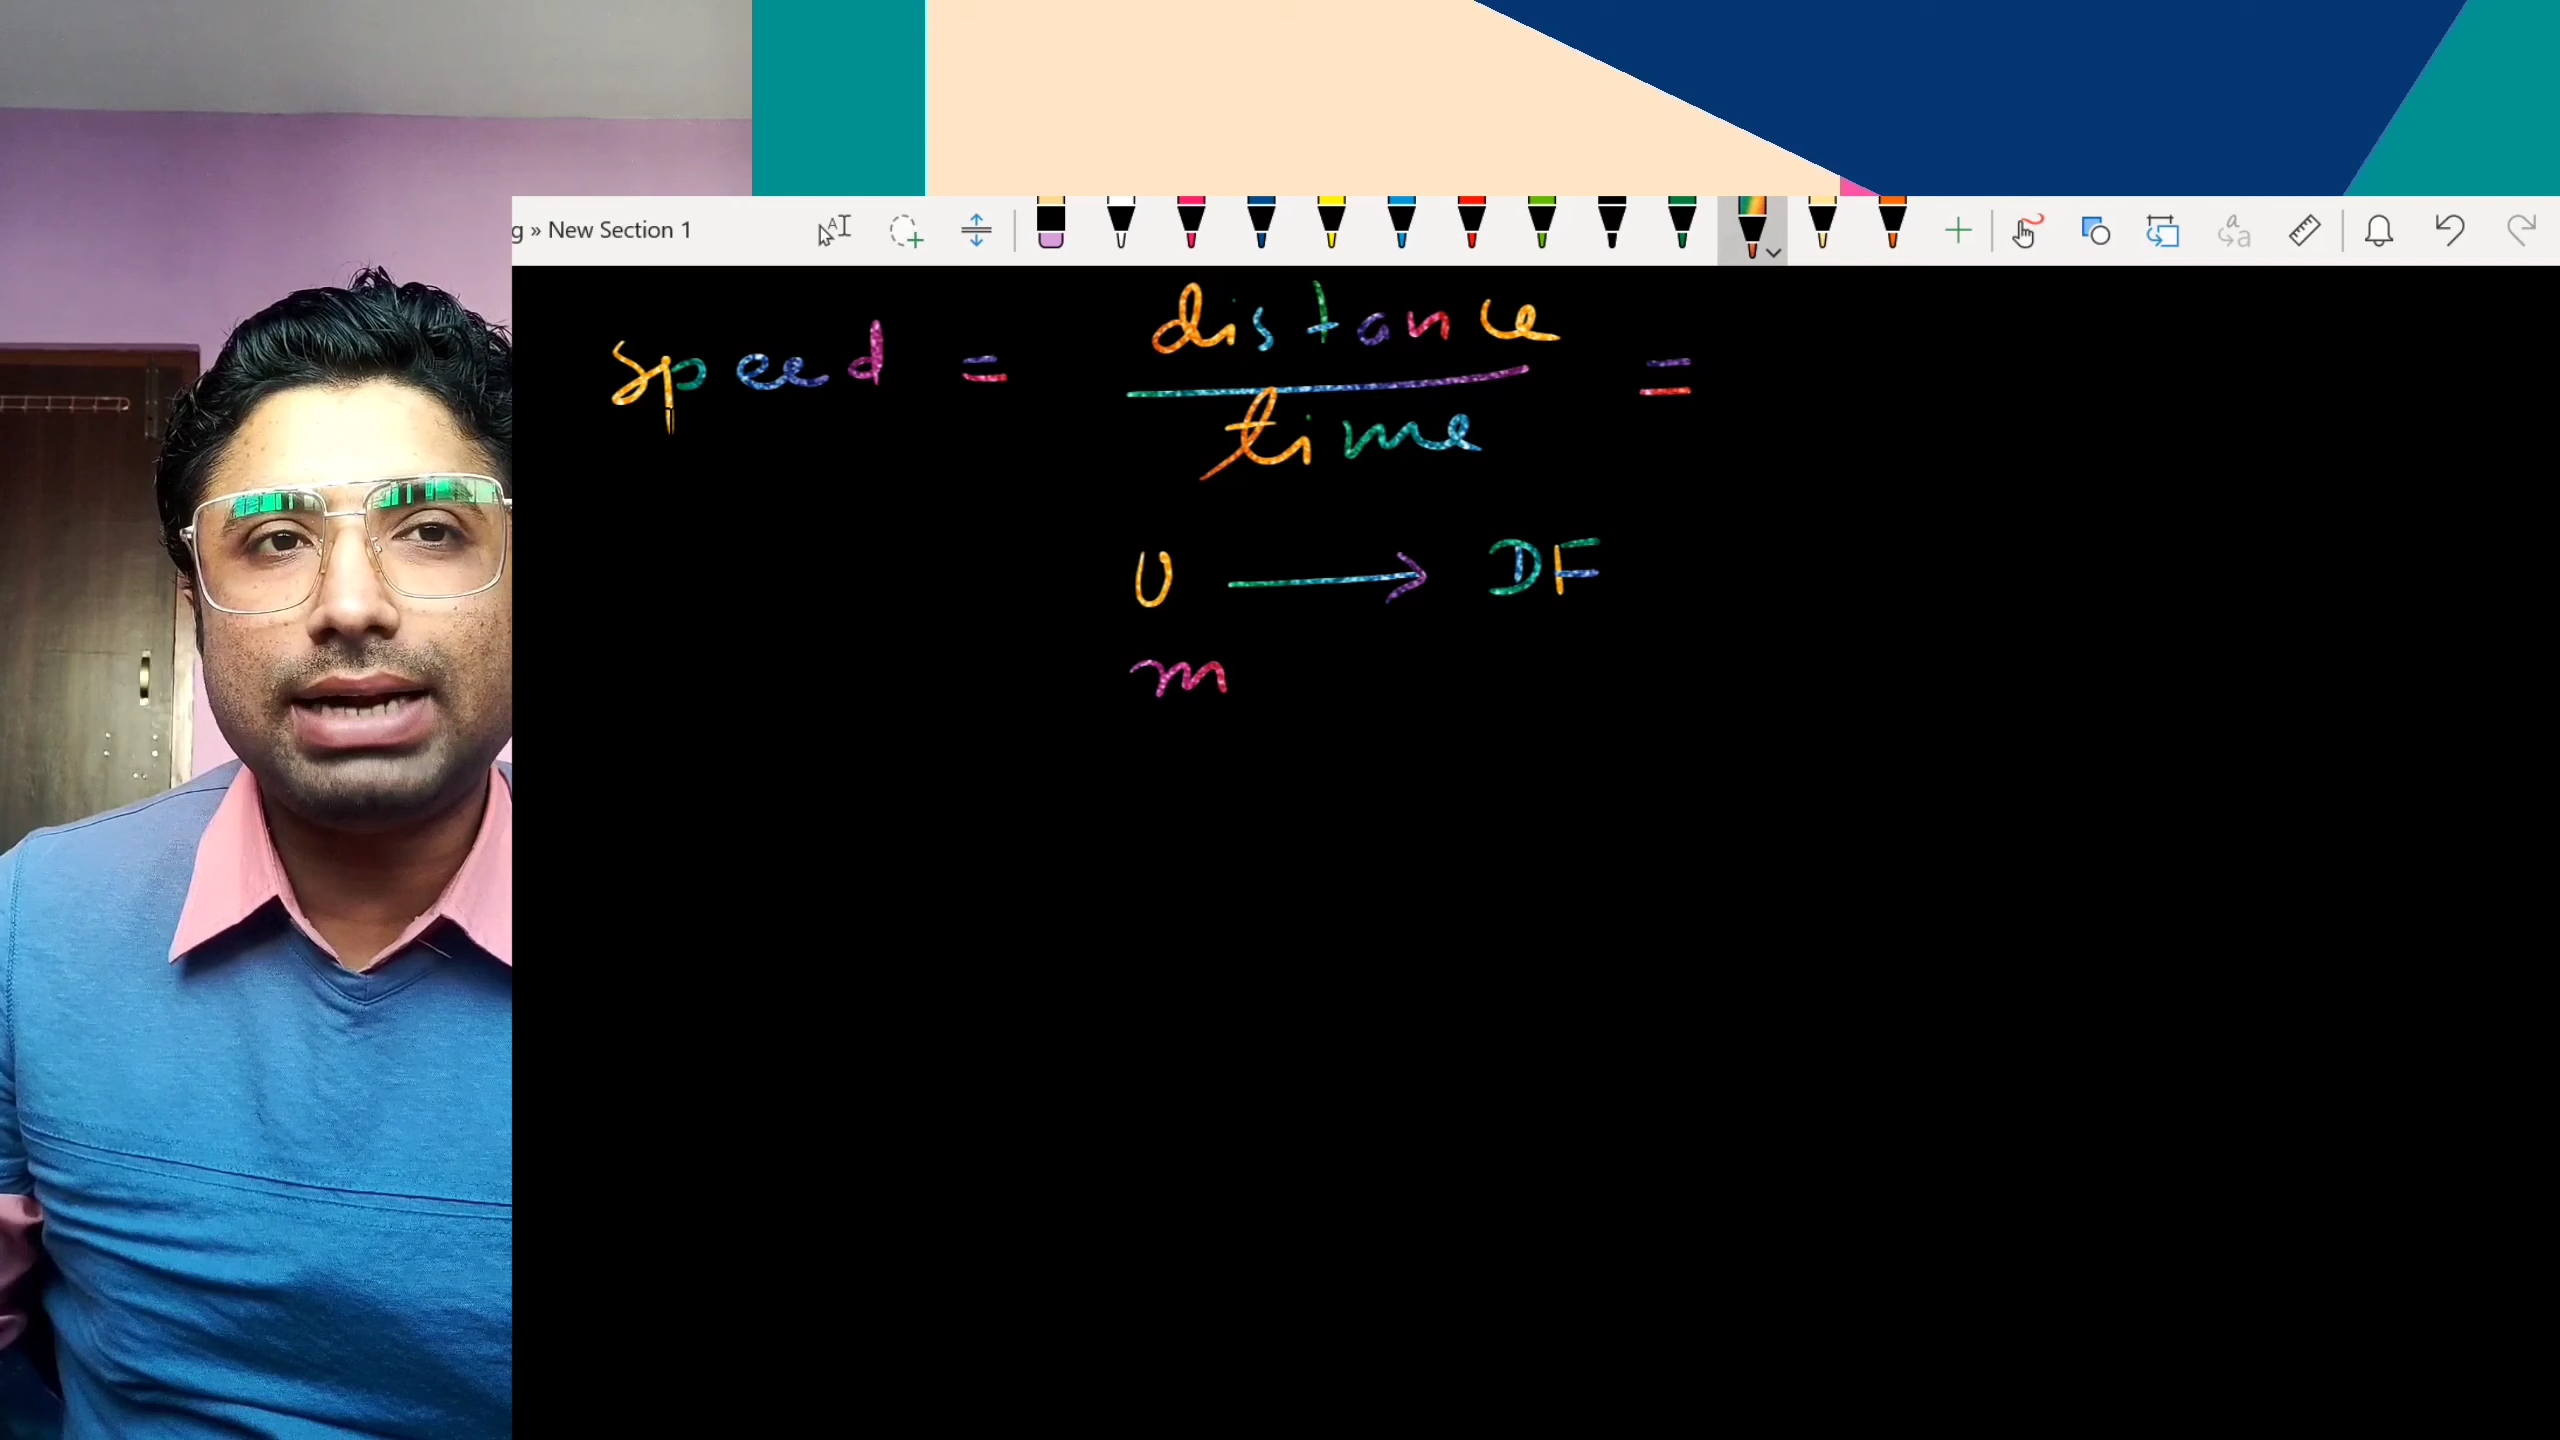 g » New Section 1
speed = distance / time =
U → DF
m